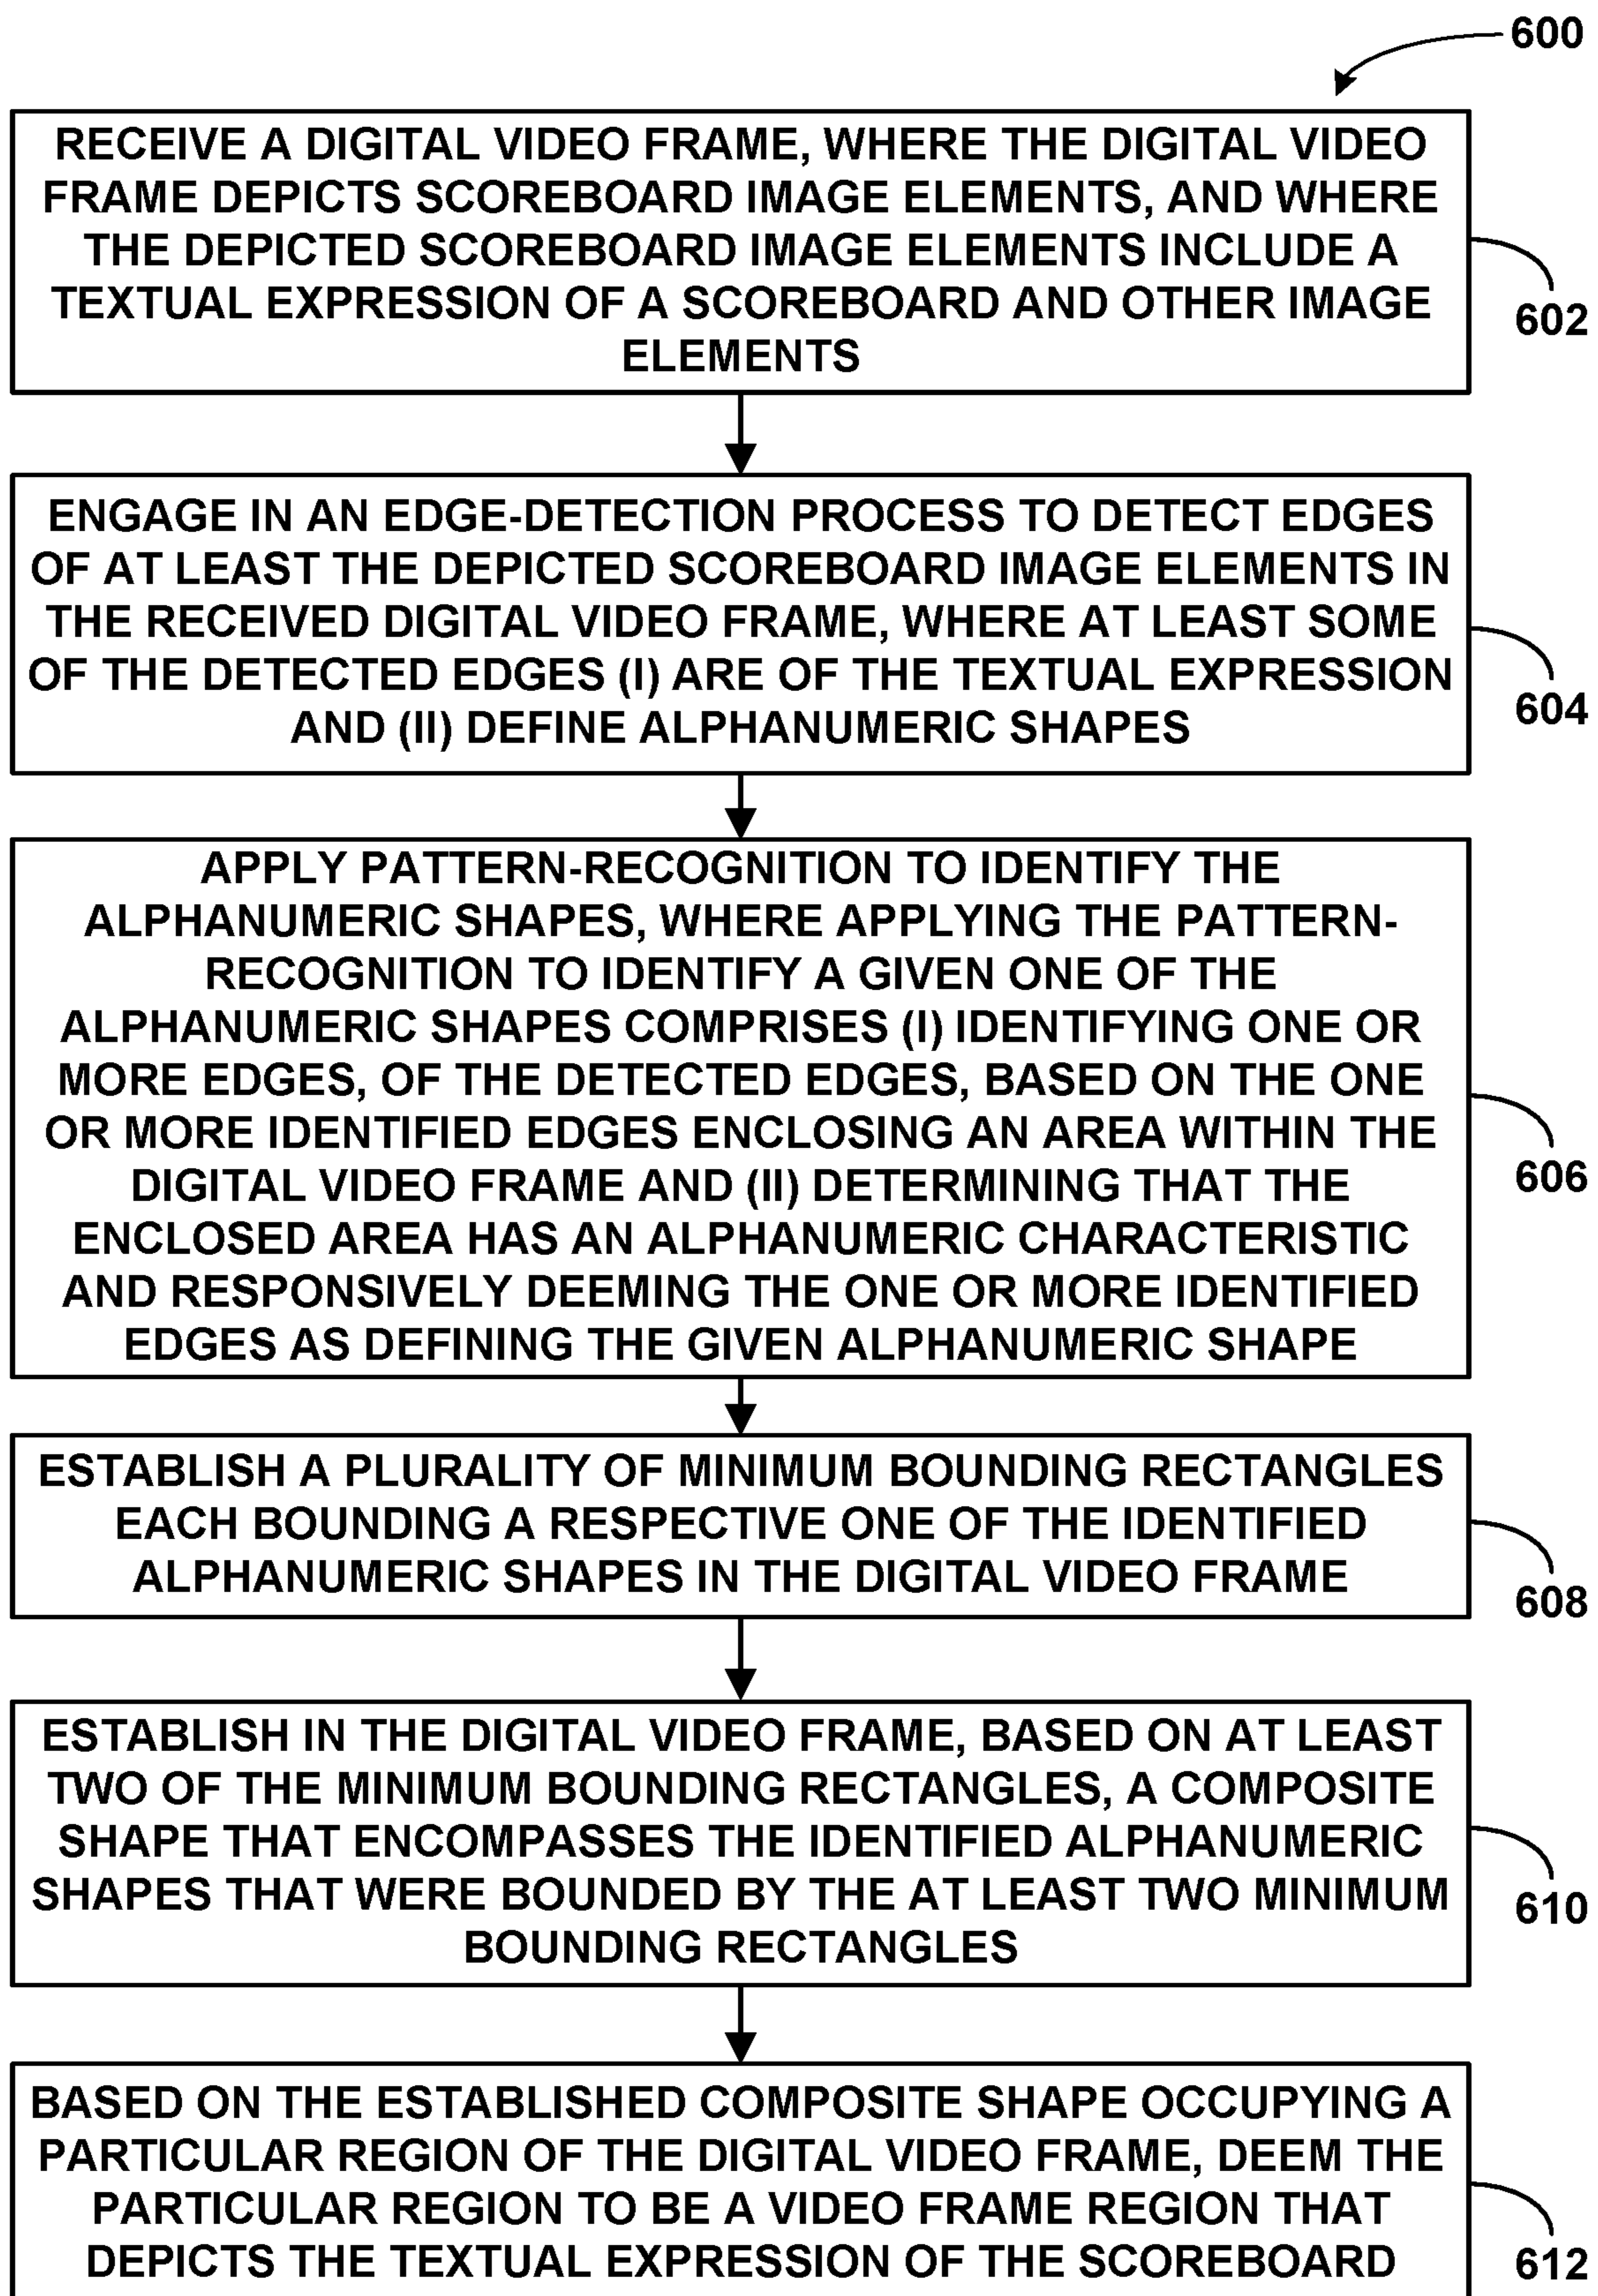 600
RECEIVE A DIGITAL VIDEO FRAME, WHERE THE DIGITAL VIDEO
FRAME DEPICTS SCOREBOARD IMAGE ELEMENTS, AND WHERE
THE DEPICTED SCOREBOARD IMAGE ELEMENTS INCLUDE A
TEXTUAL EXPRESSION OF A SCOREBOARD AND OTHER IMAGE
ELEMENTS
602
ENGAGE IN AN EDGE-DETECTION PROCESS TO DETECT EDGES
OF AT LEAST THE DEPICTED SCOREBOARD IMAGE ELEMENTS IN
THE RECEIVED DIGITAL VIDEO FRAME, WHERE AT LEAST SOME
OF THE DETECTED EDGES (I) ARE OF THE TEXTUAL EXPRESSION
AND (II) DEFINE ALPHANUMERIC SHAPES
604
APPLY PATTERN-RECOGNITION TO IDENTIFY THE
ALPHANUMERIC SHAPES, WHERE APPLYING THE PATTERN-
RECOGNITION TO IDENTIFY A GIVEN ONE OF THE
ALPHANUMERIC SHAPES COMPRISES (I) IDENTIFYING ONE OR
MORE EDGES, OF THE DETECTED EDGES, BASED ON THE ONE
OR MORE IDENTIFIED EDGES ENCLOSING AN AREA WITHIN THE
DIGITAL VIDEO FRAME AND (II) DETERMINING THAT THE
ENCLOSED AREA HAS AN ALPHANUMERIC CHARACTERISTIC
AND RESPONSIVELY DEEMING THE ONE OR MORE IDENTIFIED
EDGES AS DEFINING THE GIVEN ALPHANUMERIC SHAPE
606
ESTABLISH A PLURALITY OF MINIMUM BOUNDING RECTANGLES
EACH BOUNDING A RESPECTIVE ONE OF THE IDENTIFIED
ALPHANUMERIC SHAPES IN THE DIGITAL VIDEO FRAME
608
ESTABLISH IN THE DIGITAL VIDEO FRAME, BASED ON AT LEAST
TWO OF THE MINIMUM BOUNDING RECTANGLES, A COMPOSITE
SHAPE THAT ENCOMPASSES THE IDENTIFIED ALPHANUMERIC
SHAPES THAT WERE BOUNDED BY THE AT LEAST TWO MINIMUM
BOUNDING RECTANGLES
610
BASED ON THE ESTABLISHED COMPOSITE SHAPE OCCUPYING A
PARTICULAR REGION OF THE DIGITAL VIDEO FRAME, DEEM THE
PARTICULAR REGION TO BE A VIDEO FRAME REGION THAT
DEPICTS THE TEXTUAL EXPRESSION OF THE SCOREBOARD
612